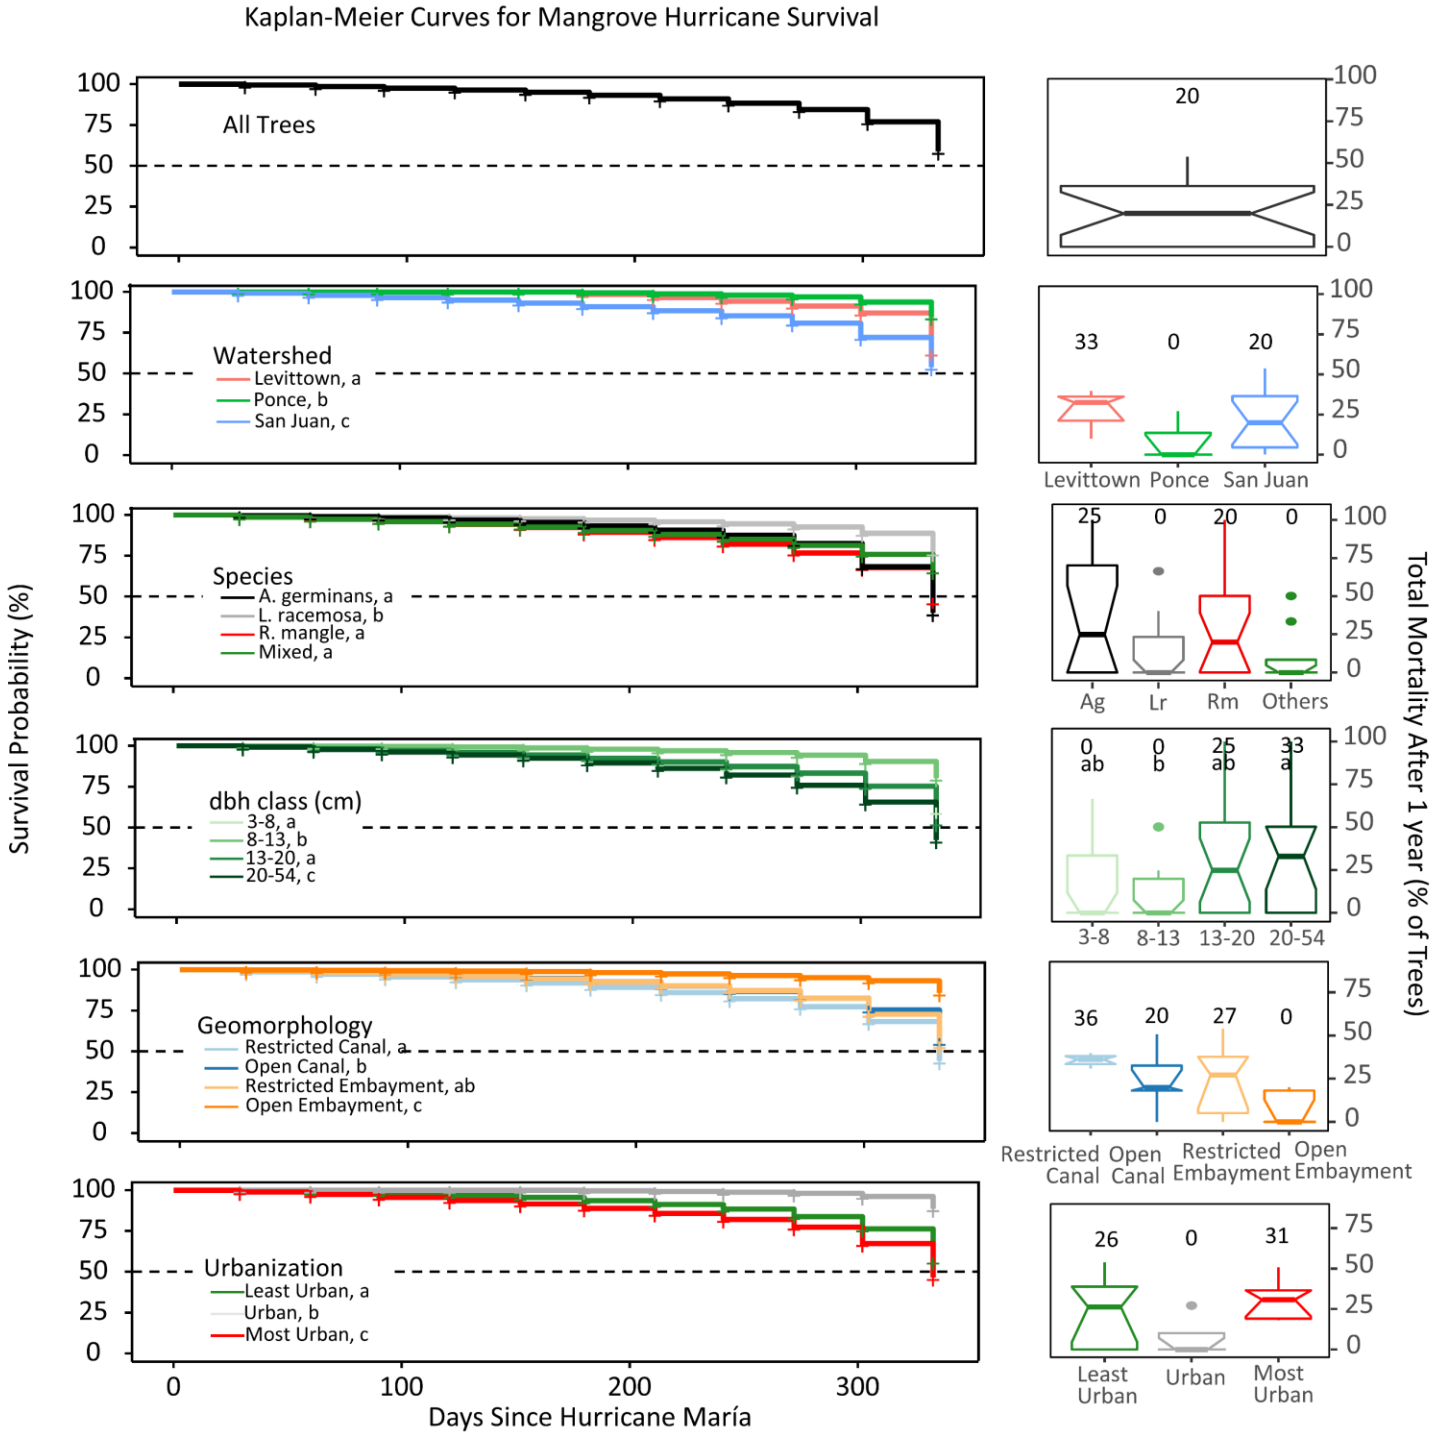 Kaplan-Meier Curves for Mangrove Hurricane Survival
Survival Probability (%)
100
75
50
25
0
All Trees
20
100
75
50
25
0
100
75
50
25
0
Watershed
Levittown, a
Ponce, b
San Juan, c
33
0
20
100
75
50
25
0
Levittown
Ponce
San Juan
100
75
50
25
0
Species
A. germinans, a
L. racemosa, b
R. mangle, a
Mixed, a
25
0
20
0
100
75
50
25
0
Ag
Lr
Rm
Others
Total Mortality After 1 year (% of Trees)
100
75
50
25
0
dbh class (cm)
3-8, a
8-13, b
13-20, a
20-54, c
0
0
25
33
ab
b
ab
a
100
75
50
25
0
3-8
8-13
13-20
20-54
100
75
50
25
0
Geomorphology
Restricted Canal, a
Open Canal, b
Restricted Embayment, ab
Open Embayment, c
36
20
27
0
75
50
25
0
Restricted
Canal
Open
Canal
Restricted
Embayment
Open
Embayment
100
75
50
25
0
Urbanization
Least Urban, a
Urban, b
Most Urban, c
26
0
31
75
50
25
0
Least
Urban
Urban
Most
Urban
0
100
200
300
Days Since Hurricane María